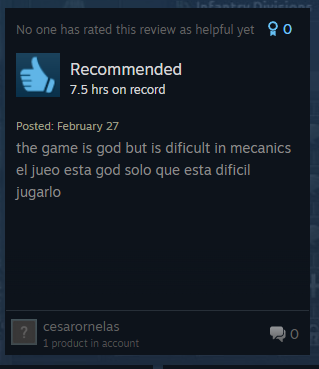 Infantry Divisions
No one has rated this review as helpful yet 0
Recommended
7.5 hrs on record
Posted: February 27
the game is god but is dificult in mecanics
el jueo esta god solo que esta dificil
jugarlo
?
cesarornelas
1 product in account
0